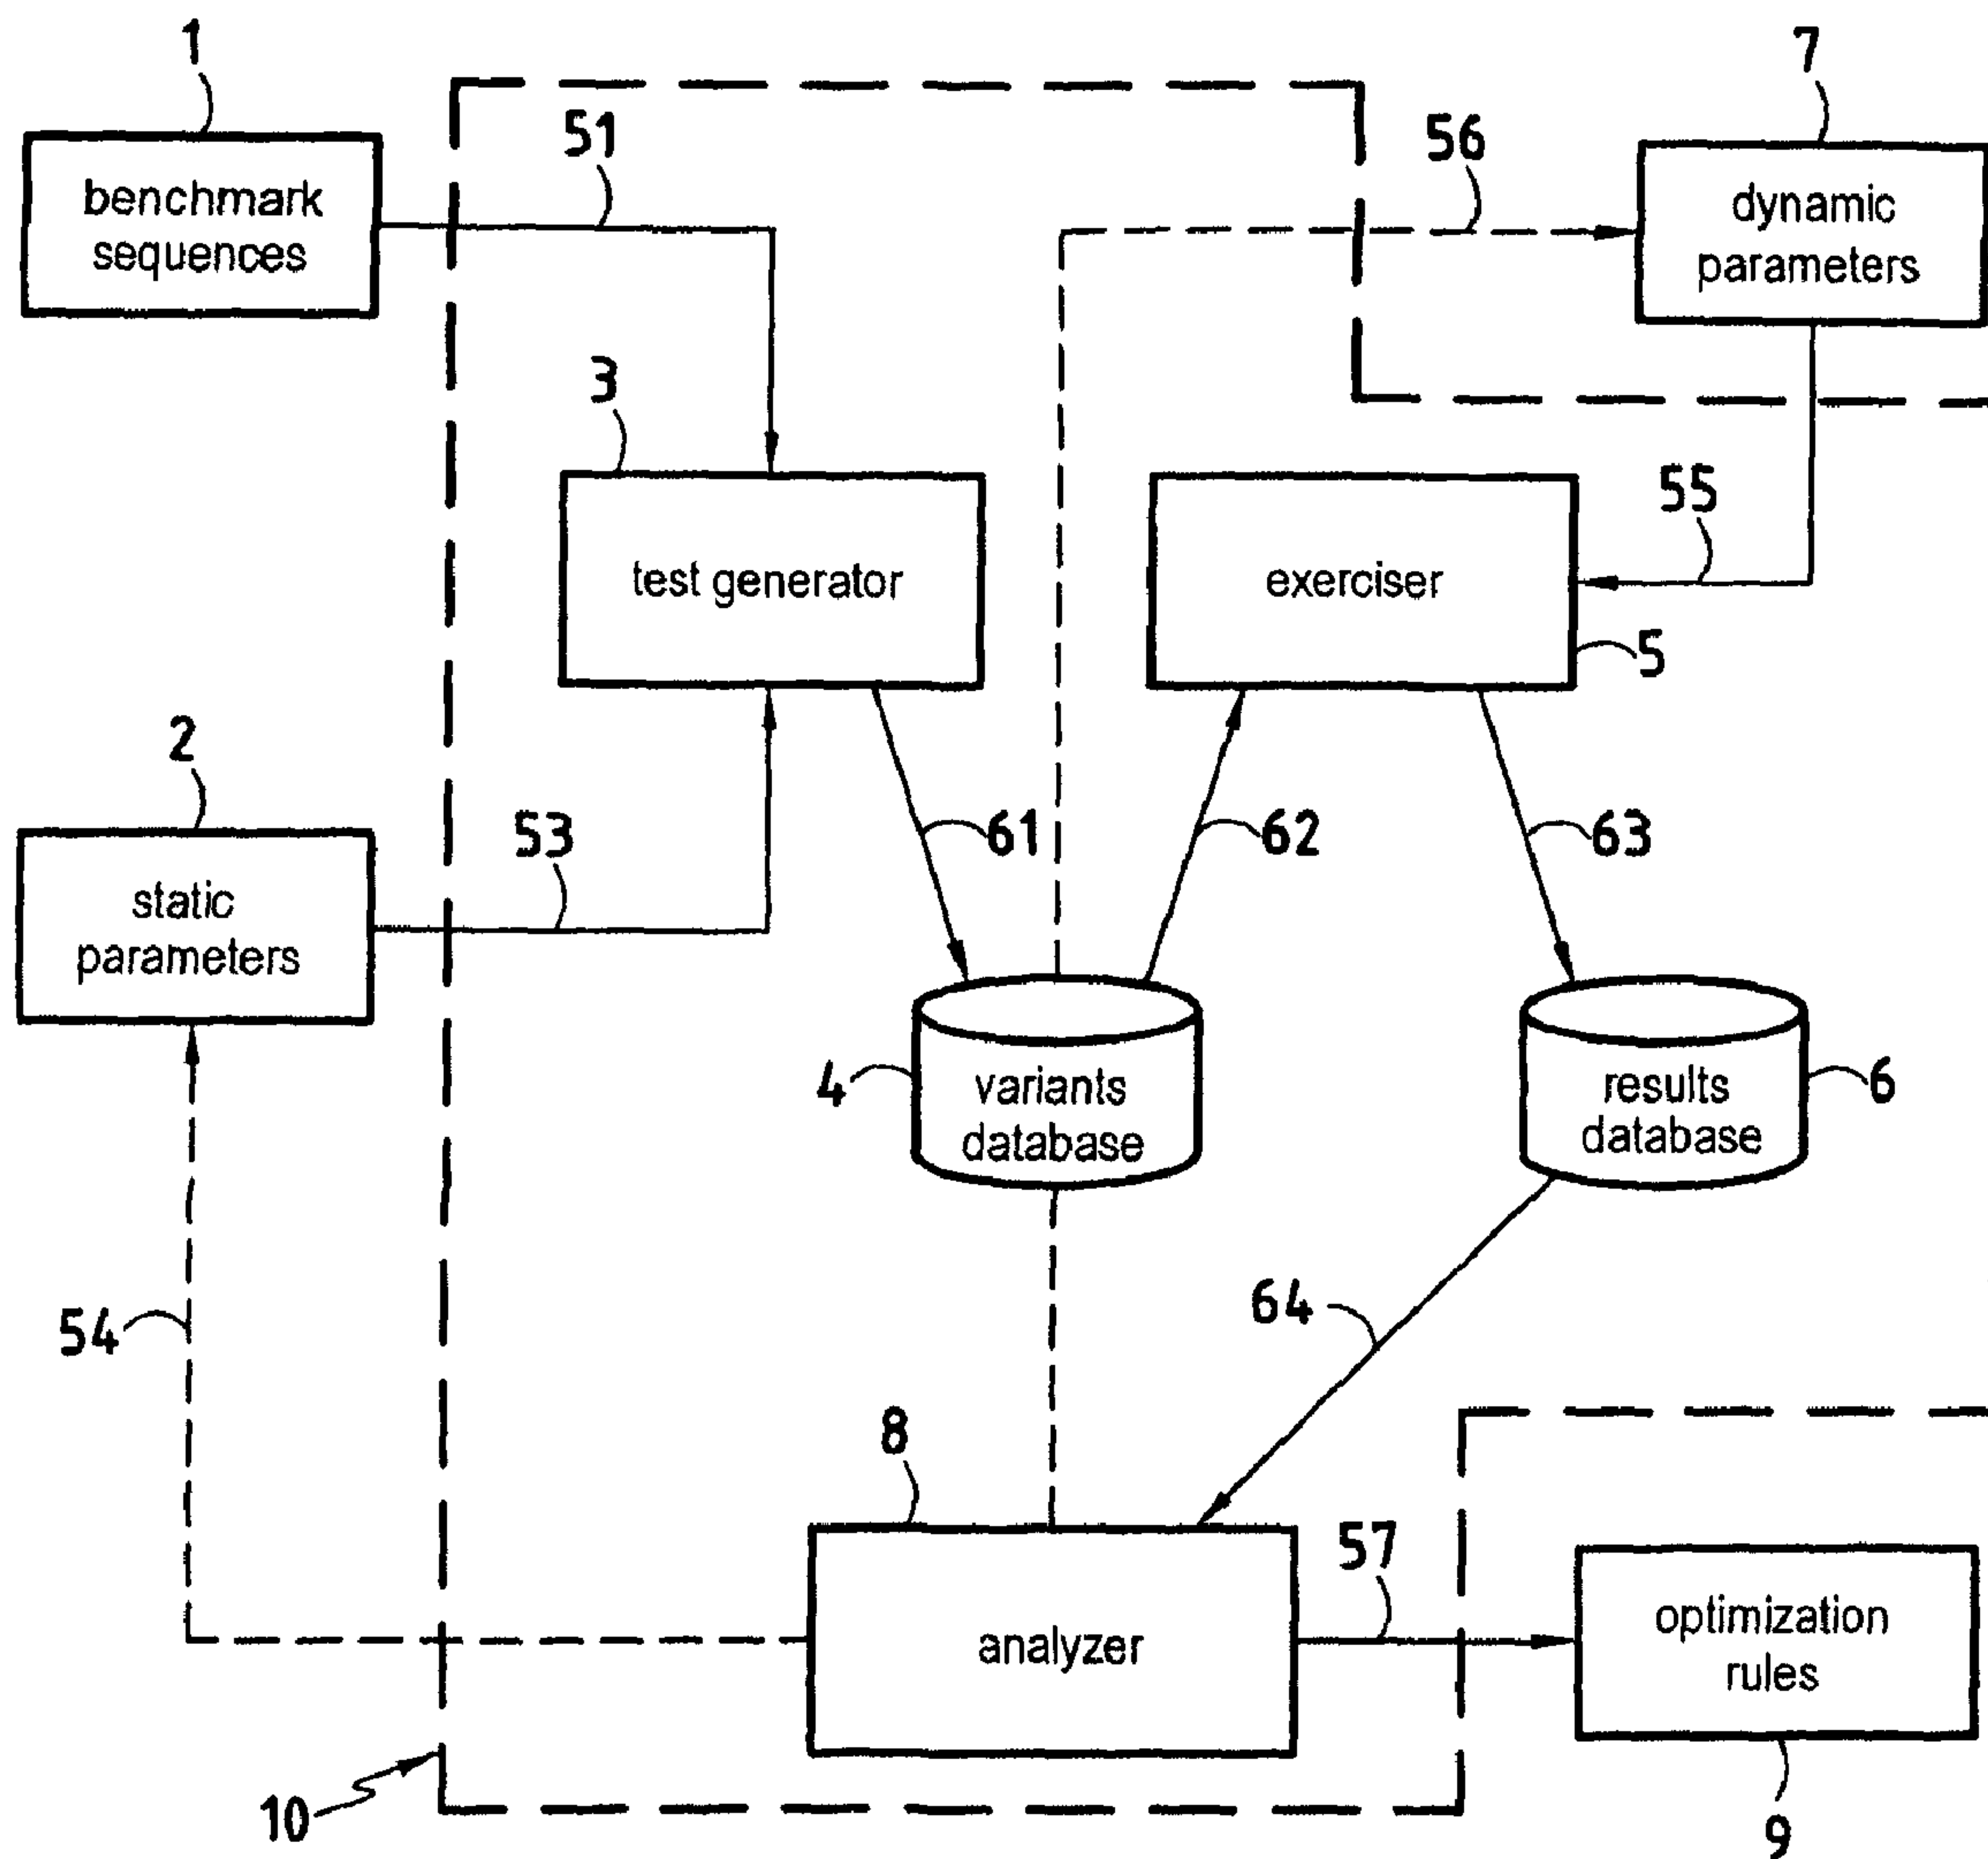 1
7
51
56
benchmark
sequences
dynamic
parameters
3
55
test generator
exerciser
5
2
53
61
62
63
static
parameters
4
variants
database
results
database
6
54
64
8
57
analyzer
optimization
rules
10
9